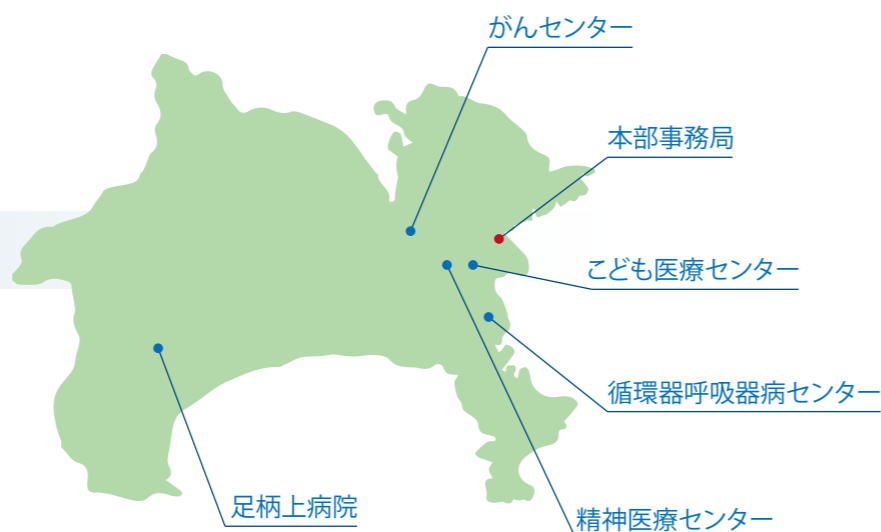 がんセンター
本部事務局
こども医療センター
循環器呼吸器病センター
足柄上病院
精神医療センター